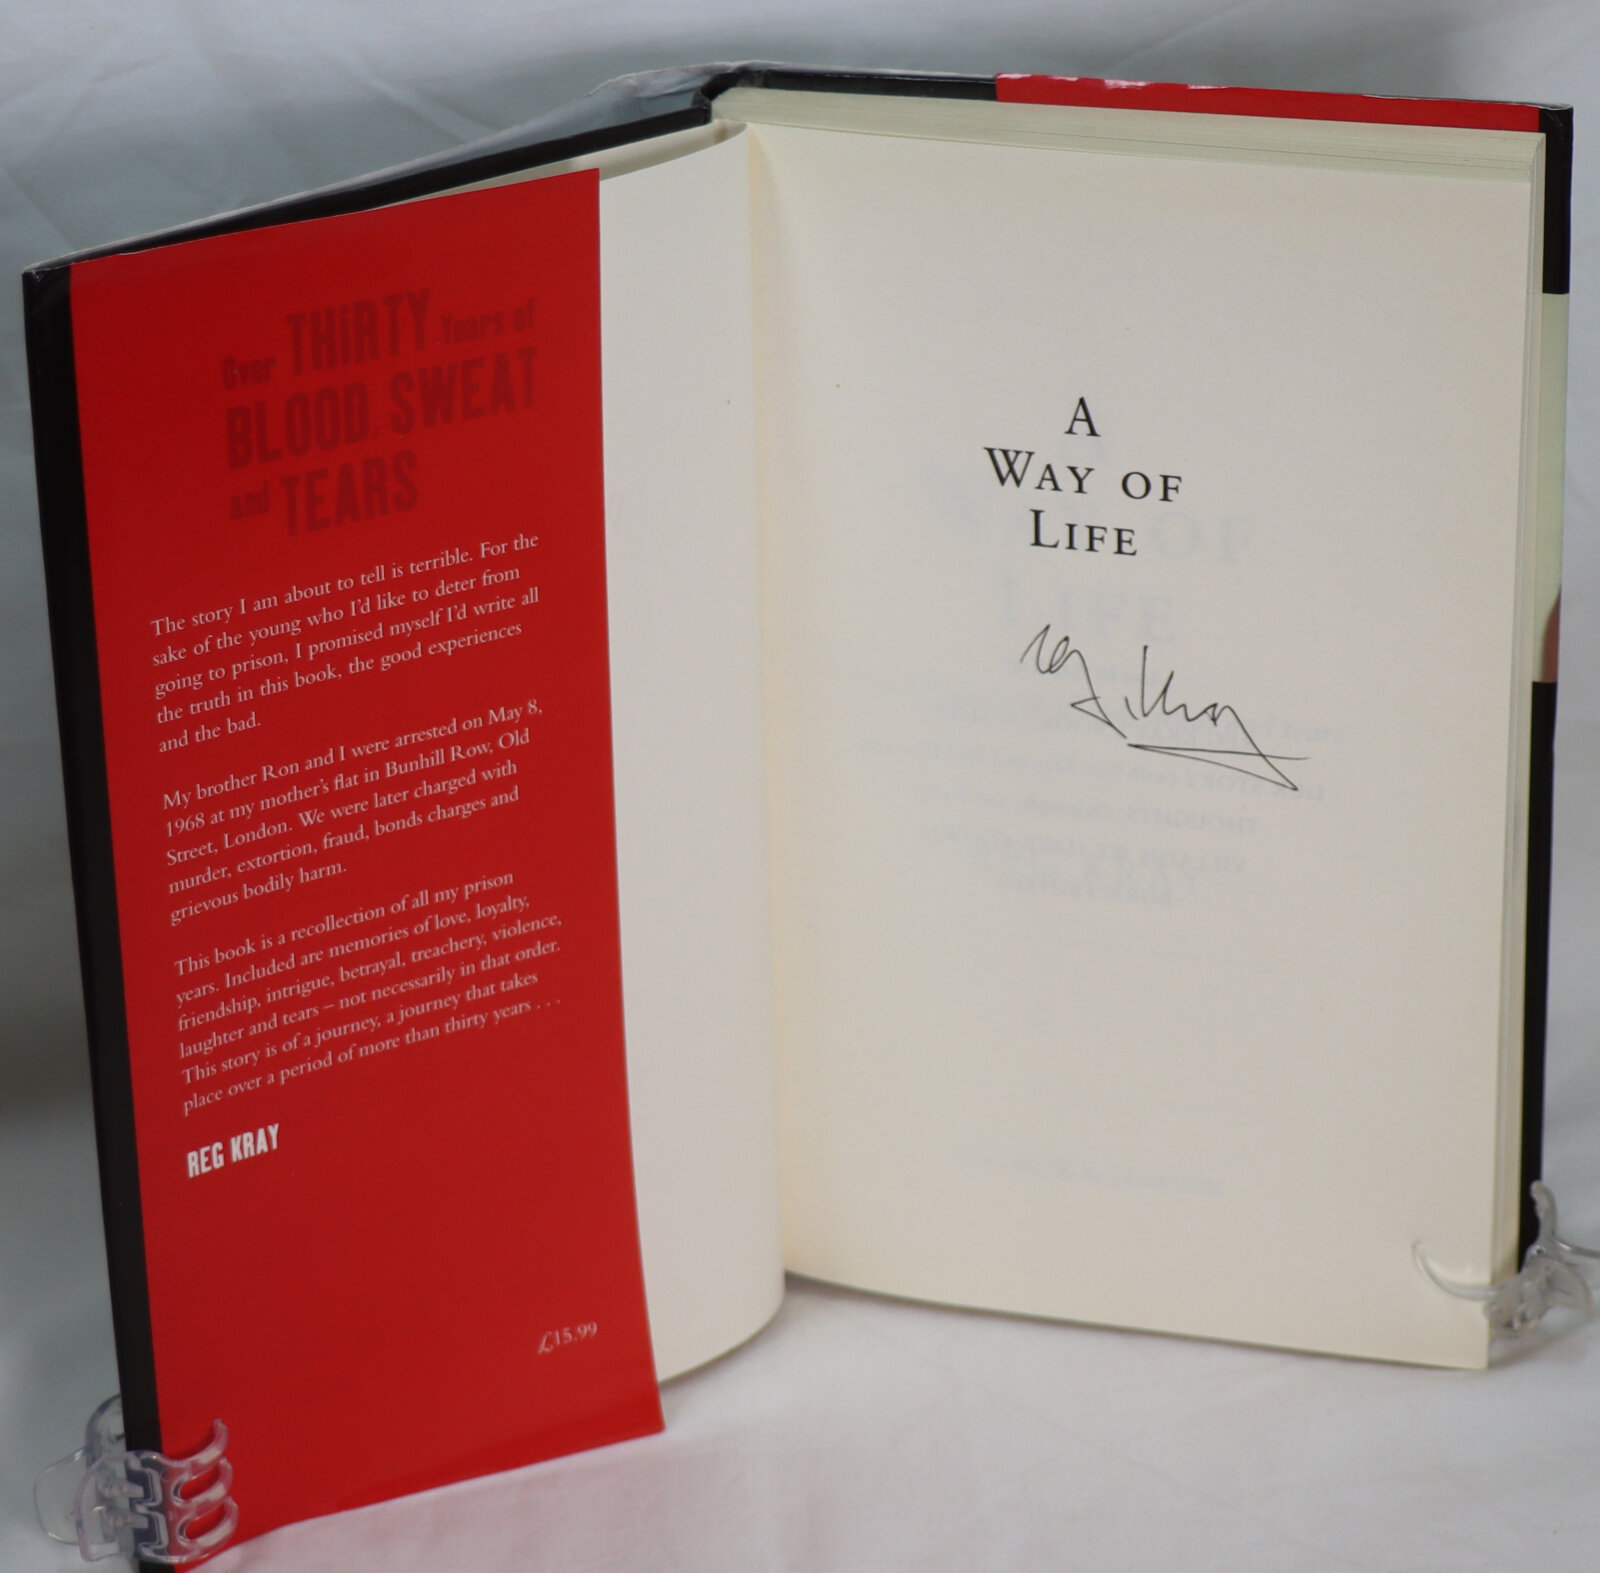 Over THiRTY Years of
BLOOD, SWEAT
and TEARS
The story I am about to tell is terrible. For the
sake of the young who I'd like to deter from
going to prison, I promised myself I'd write all
the truth in this book, the good experiences
and the bad.
My brother Ron and I were arrested on May 8,
1968 at my mother's flat in Bunhill Row, Old
Street, London. We were later charged with
murder, extortion, fraud, bonds charges and
grievous bodily harm.
This book is a recollection of all my prison
years. Included are memories of love, loyalty,
friendship, intrigue, betrayal, treachery, violence,
laughter and tears – not necessarily in that order.
This story is of a journey, a journey that takes
place over a period of more than thirty years . . .
REG KRAY
£15.99
A
WAY OF
LIFE
Reg Kray